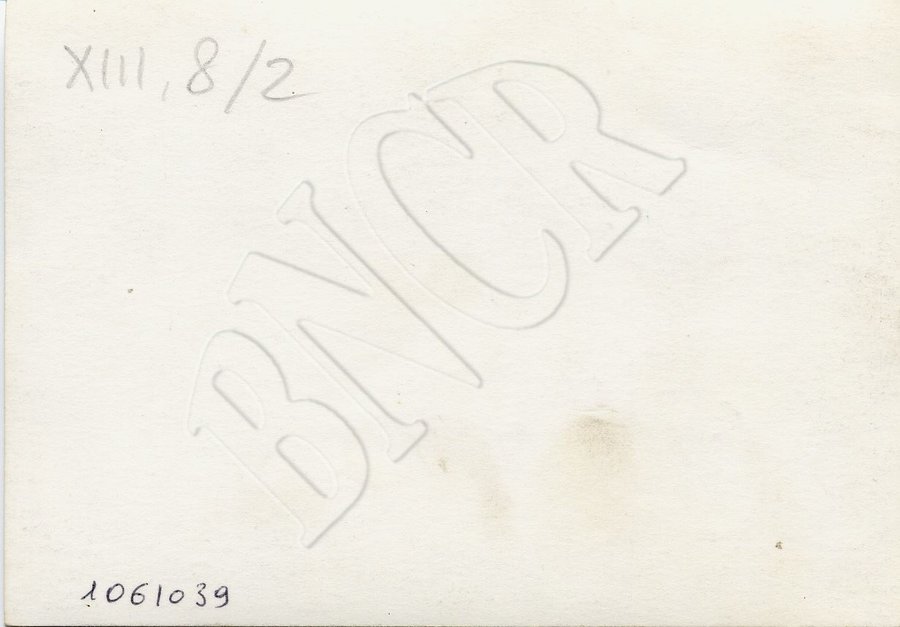 XIII, 8/2
BNCR
1061039